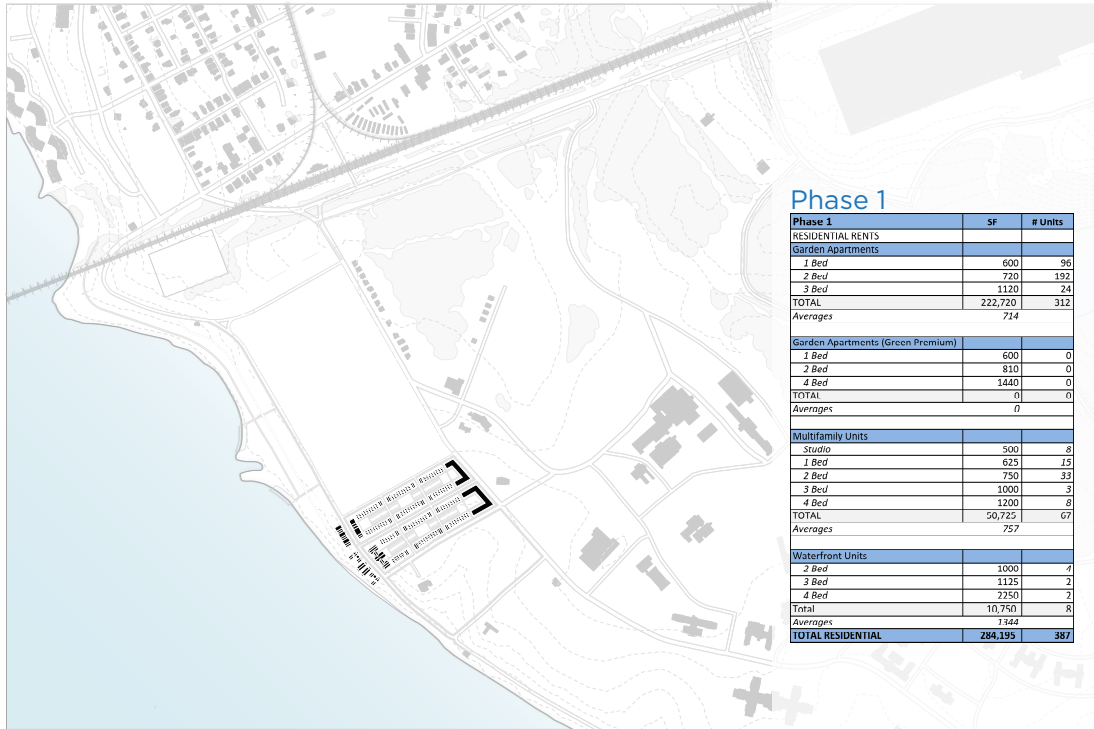 Phase 1
Phase 1 SF # Units
RESIDENTIAL RENTS
Garden Apartments
1 Bed 600 96
2 Bed 720 192
3 Bed 1120 24
TOTAL 222,720 312
Averages 714
Garden Apartments (Green Premium)
1 Bed 600 0
2 Bed 810 0
4 Bed 1440 0
TOTAL 0 0
Averages 0
Multifamily Units
Studio 500 8
1 Bed 625 15
2 Bed 750 33
3 Bed 1000 3
4 Bed 1200 8
TOTAL 50,725 67
Averages 757
Waterfront Units
2 Bed 1000 4
3 Bed 1125 2
4 Bed 2250 2
Total 10,750 8
Averages 1344
TOTAL RESIDENTIAL 284,195 387